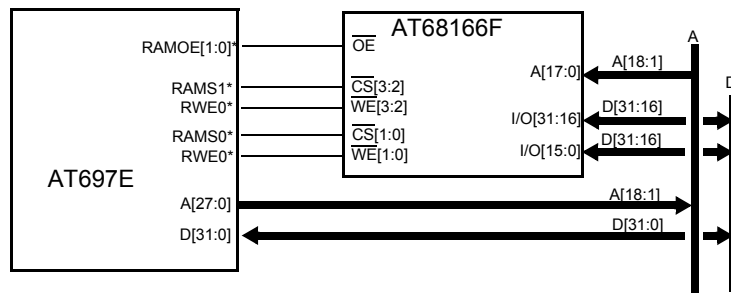 AT68166F
RAMOE[1:0]*
OE
A
A[17:0]
A[18:1]
RAMS1*
CS[3:2]
D
RWE0*
WE[3:2]
I/O[31:16]
D[31:16]
RAMS0*
CS[1:0]
D[31:16]
RWE0*
WE[1:0]
I/O[15:0]
AT697E
A[27:0]
A[18:1]
D[31:0]
D[31:0]